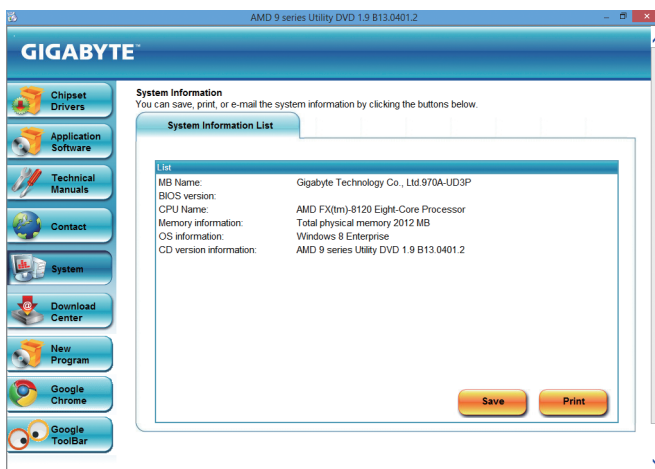 AMD 9 series Utility DVD 1.9 B13.0401.2
GIGABYTE™
Chipset
Drivers
Application
Software
Technical
Manuals
Contact
System
Download
Center
New
Program
Google
Chrome
Google
ToolBar
System Information
You can save, print, or e-mail the system information by clicking the buttons below.
System Information List
List
MB Name: Gigabyte Technology Co., Ltd.970A-UD3P
BIOS version:
CPU Name: AMD FX(tm)-8120 Eight-Core Processor
Memory information: Total physical memory 2012 MB
OS information: Windows 8 Enterprise
CD version information: AMD 9 series Utility DVD 1.9 B13.0401.2
Save Print